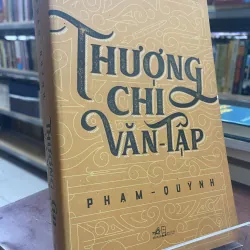 THƯỢNG
CHI
VĂN-TẬP
PHẠM-QUỲNH